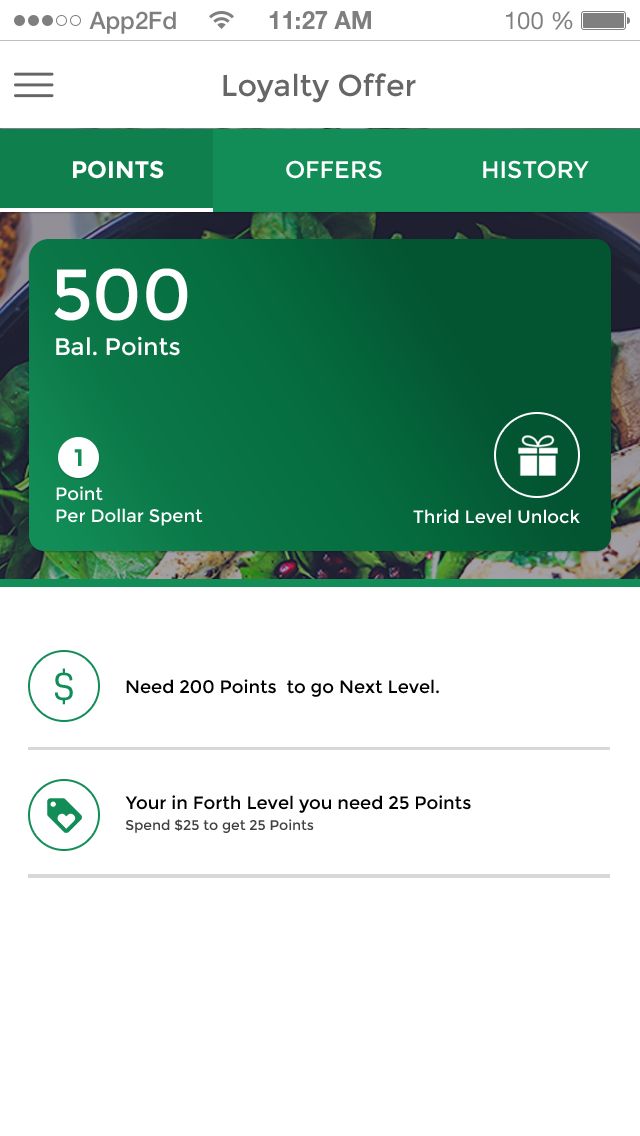 App2Fd 11:27 AM 100 %
Loyalty Offer
POINTS OFFERS HISTORY
500
Bal. Points
1
Point
Per Dollar Spent
Thrid Level Unlock
$
Need 200 Points  to go Next Level.
Your in Forth Level you need 25 Points
Spend $25 to get 25 Points